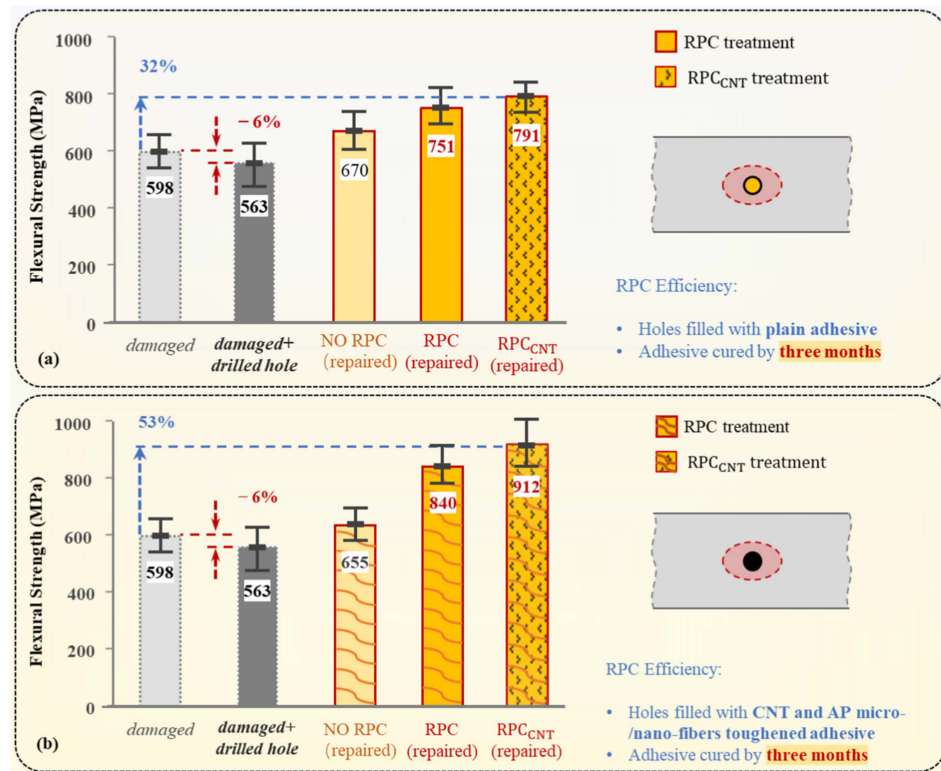 1000
800
600
400
200
0
Flexural Strength (MPa)
32%
– 6%
598
563
670
751
791
damaged
damaged+
drilled hole
NO RPC
(repaired)
RPC
(repaired)
RPCCNT
(repaired)
(a)
RPC treatment
RPCCNT treatment
RPC Efficiency:
• Holes filled with plain adhesive
• Adhesive cured by three months
1000
800
600
400
200
0
Flexural Strength (MPa)
53%
– 6%
598
563
655
840
912
damaged
damaged+
drilled hole
NO RPC
(repaired)
RPC
(repaired)
RPCCNT
(repaired)
(b)
RPC treatment
RPCCNT treatment
RPC Efficiency:
• Holes filled with CNT and AP micro-
/nano-fibers toughened adhesive
• Adhesive cured by three months